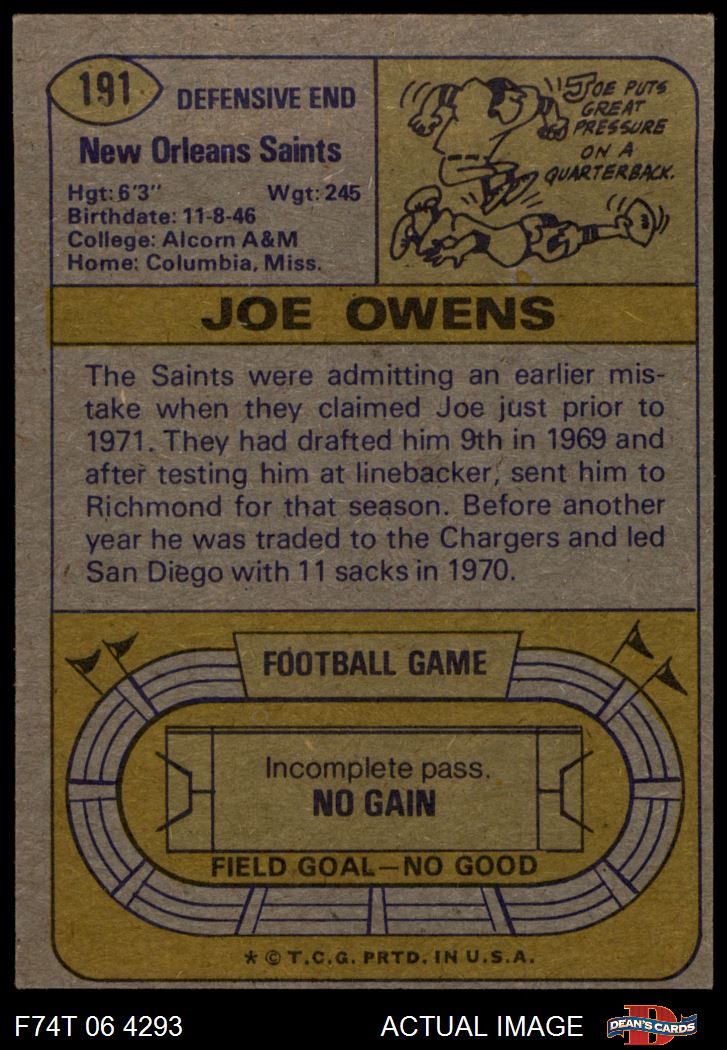 191
DEFENSIVE END
New Orleans Saints
Hgt: 6'3" Wgt: 245
Birthdate: 11-8-46
College: Alcorn A&M
Home: Columbia, Miss.
JOE PUTS
GREAT
PRESSURE
ON A
QUARTERBACK.
JOE OWENS
The Saints were admitting an earlier mis-
take when they claimed Joe just prior to
1971. They had drafted him 9th in 1969 and
after testing him at linebacker, sent him to
Richmond for that season. Before another
year he was traded to the Chargers and led
San Diego with 11 sacks in 1970.
FOOTBALL GAME
Incomplete pass.
NO GAIN
FIELD GOAL—NO GOOD
* © T.C.G. PRTD. IN U.S.A.
F74T 06 4293
ACTUAL IMAGE
DEAN'S CARDS